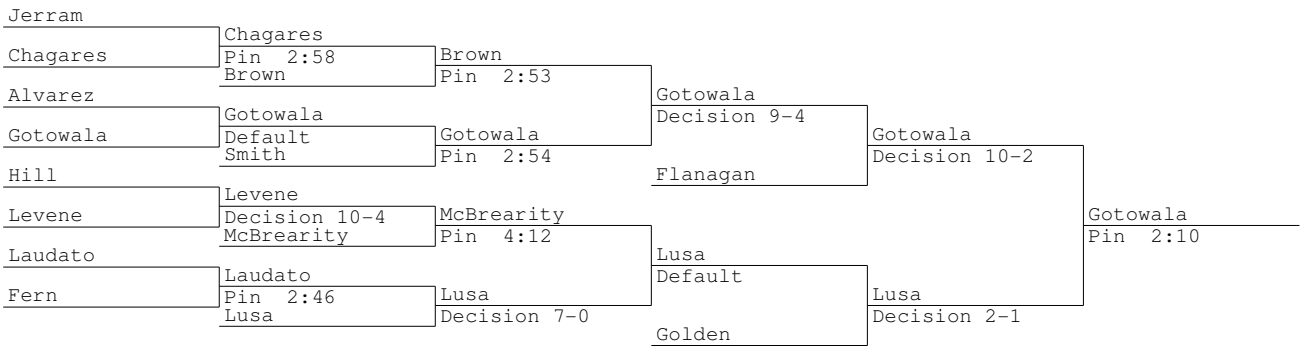 Jerram
Chagares
Chagares
Pin 2:58
Brown
Brown
Pin 2:53
Alvarez
Gotowala
Gotowala
Default
Smith
Gotowala
Pin 2:54
Gotowala
Decision 9-4
Flanagan
Gotowala
Decision 10-2
Hill
Levene
Levene
Decision 10-4
McBrearity
McBrearity
Pin 4:12
Laudato
Fern
Laudato
Pin 2:46
Lusa
Lusa
Decision 7-0
Lusa
Default
Golden
Lusa
Decision 2-1
Gotowala
Pin 2:10